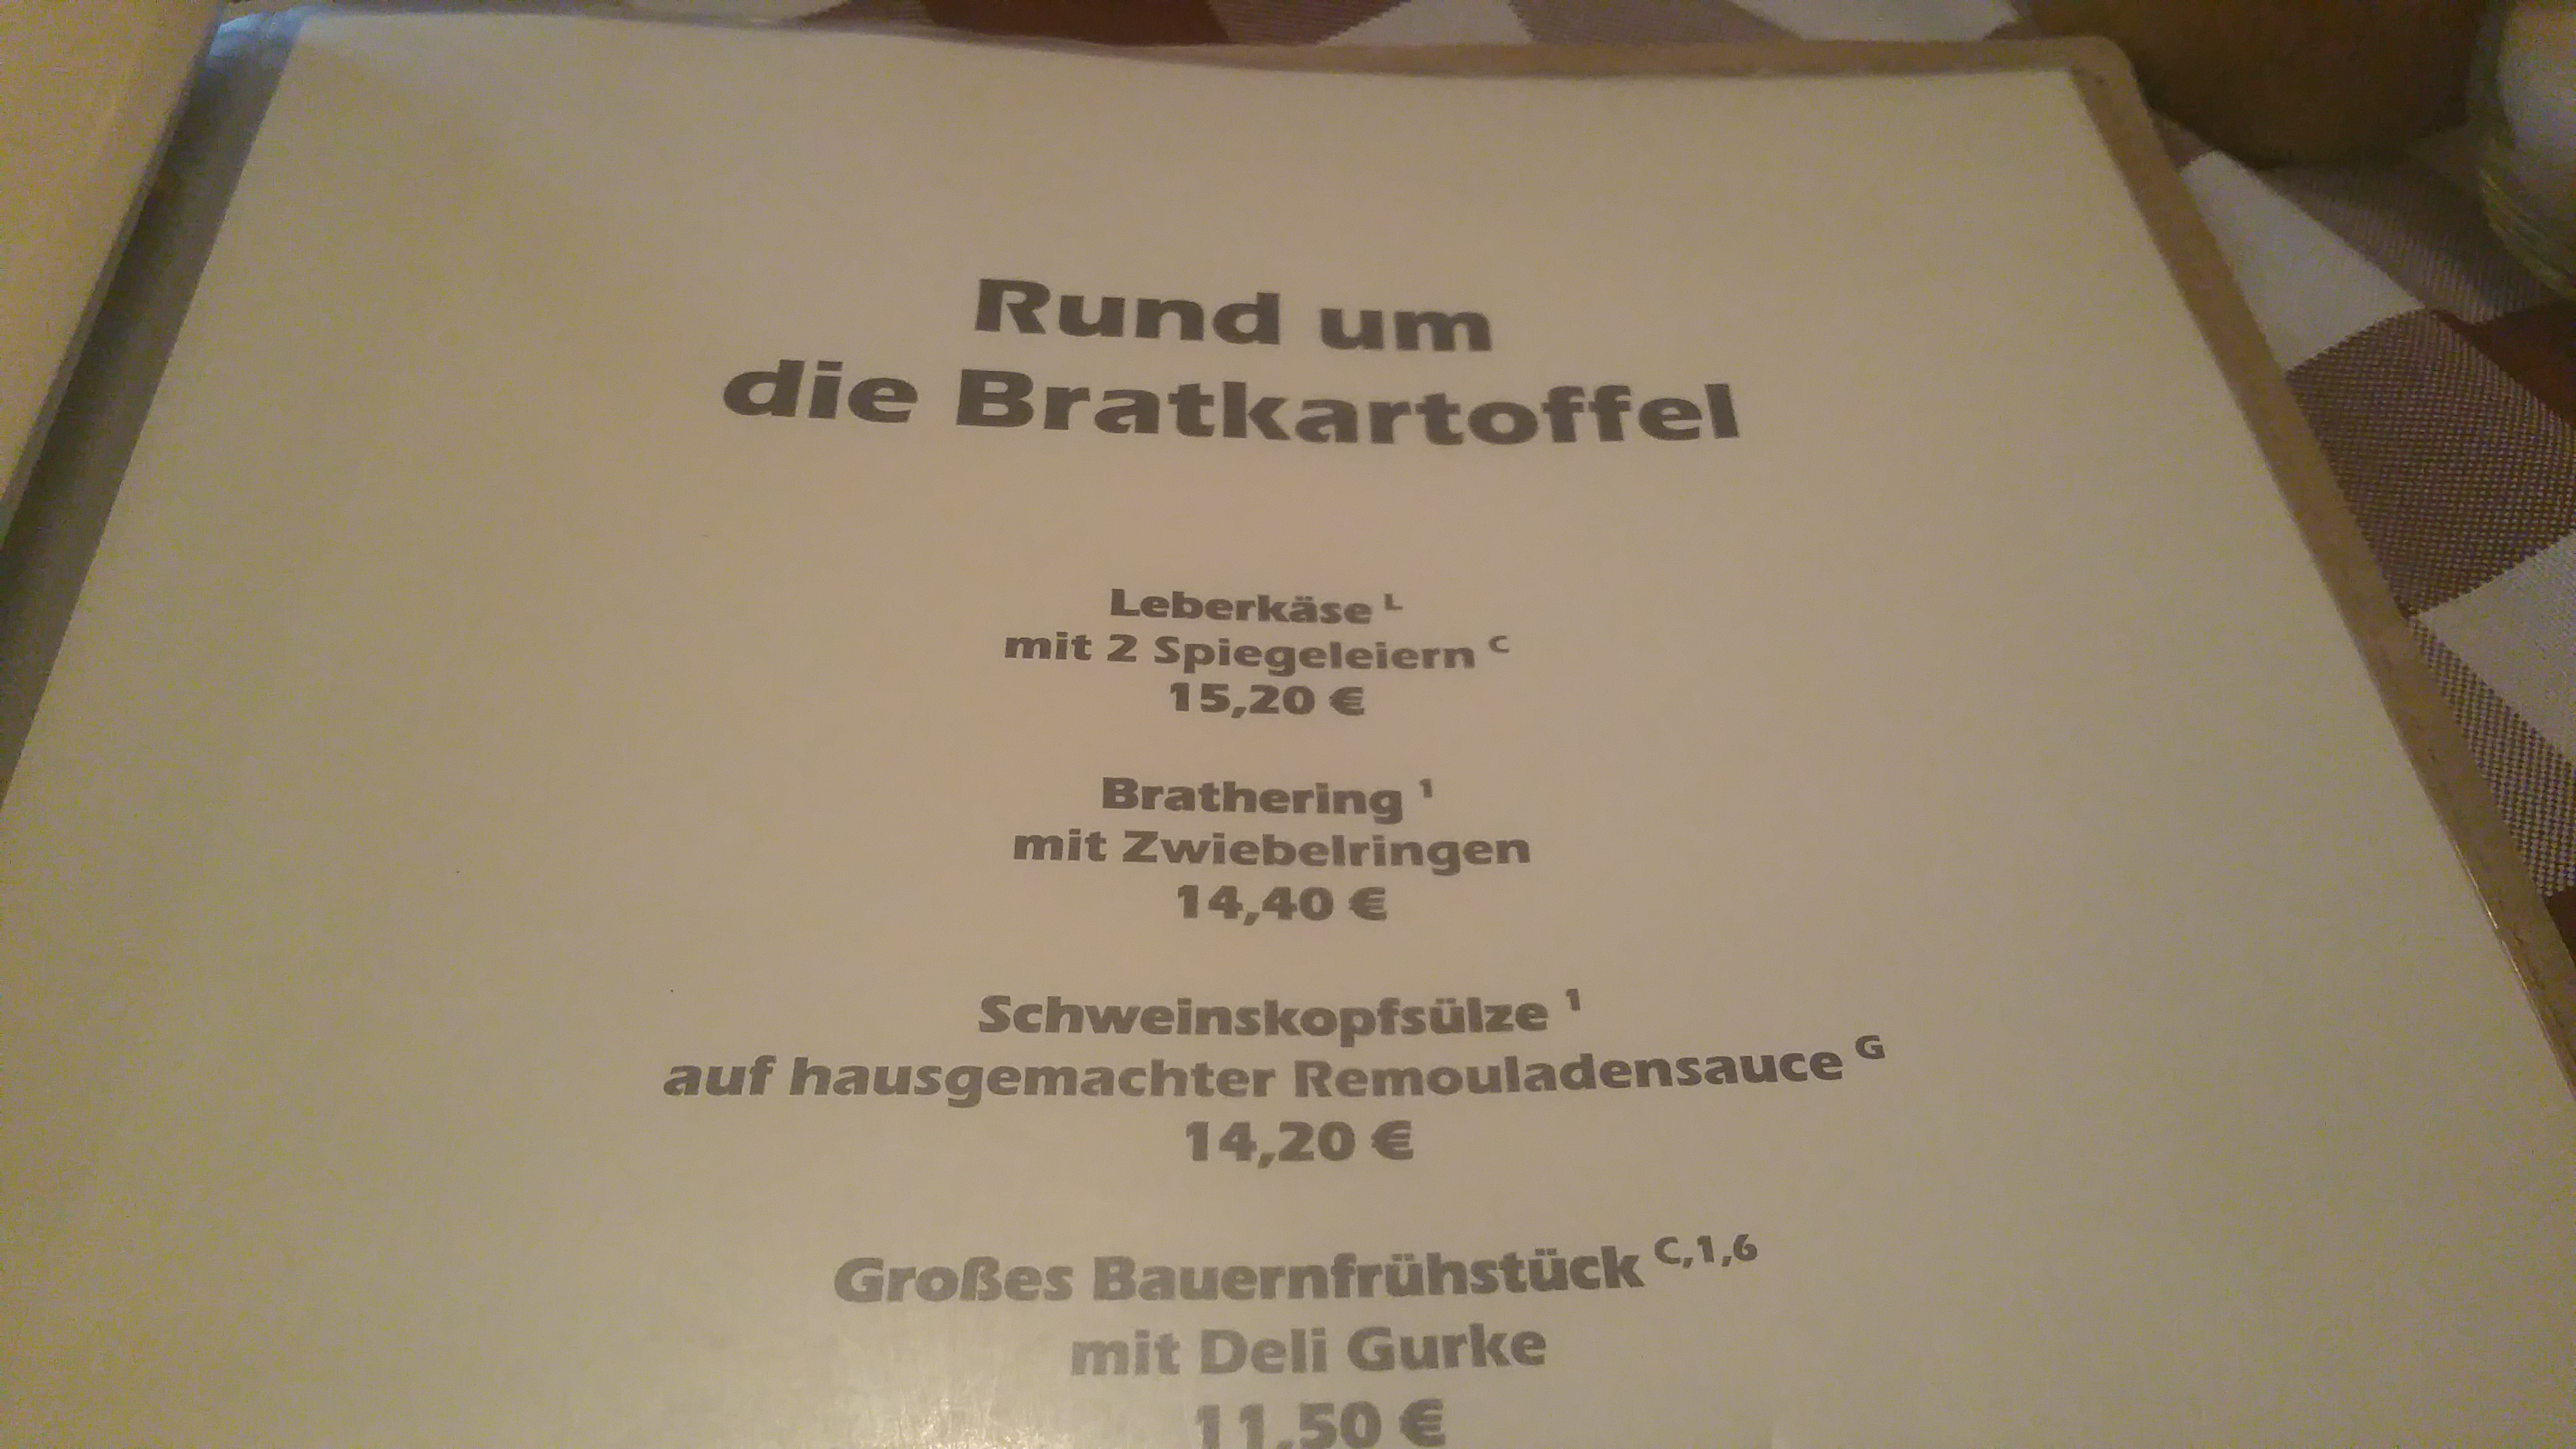 Rund um
die Bratkartoffel
Leberkäse L
mit 2 Spiegeleiern C
15,20 €
Brathering 1
mit Zwiebelringen
14,40 €
Schweinskopfsülze 1
auf hausgemachter Remouladensauce G
14,20 €
Großes Bauernfrühstück C,1,6
mit Deli Gurke
11,50 €